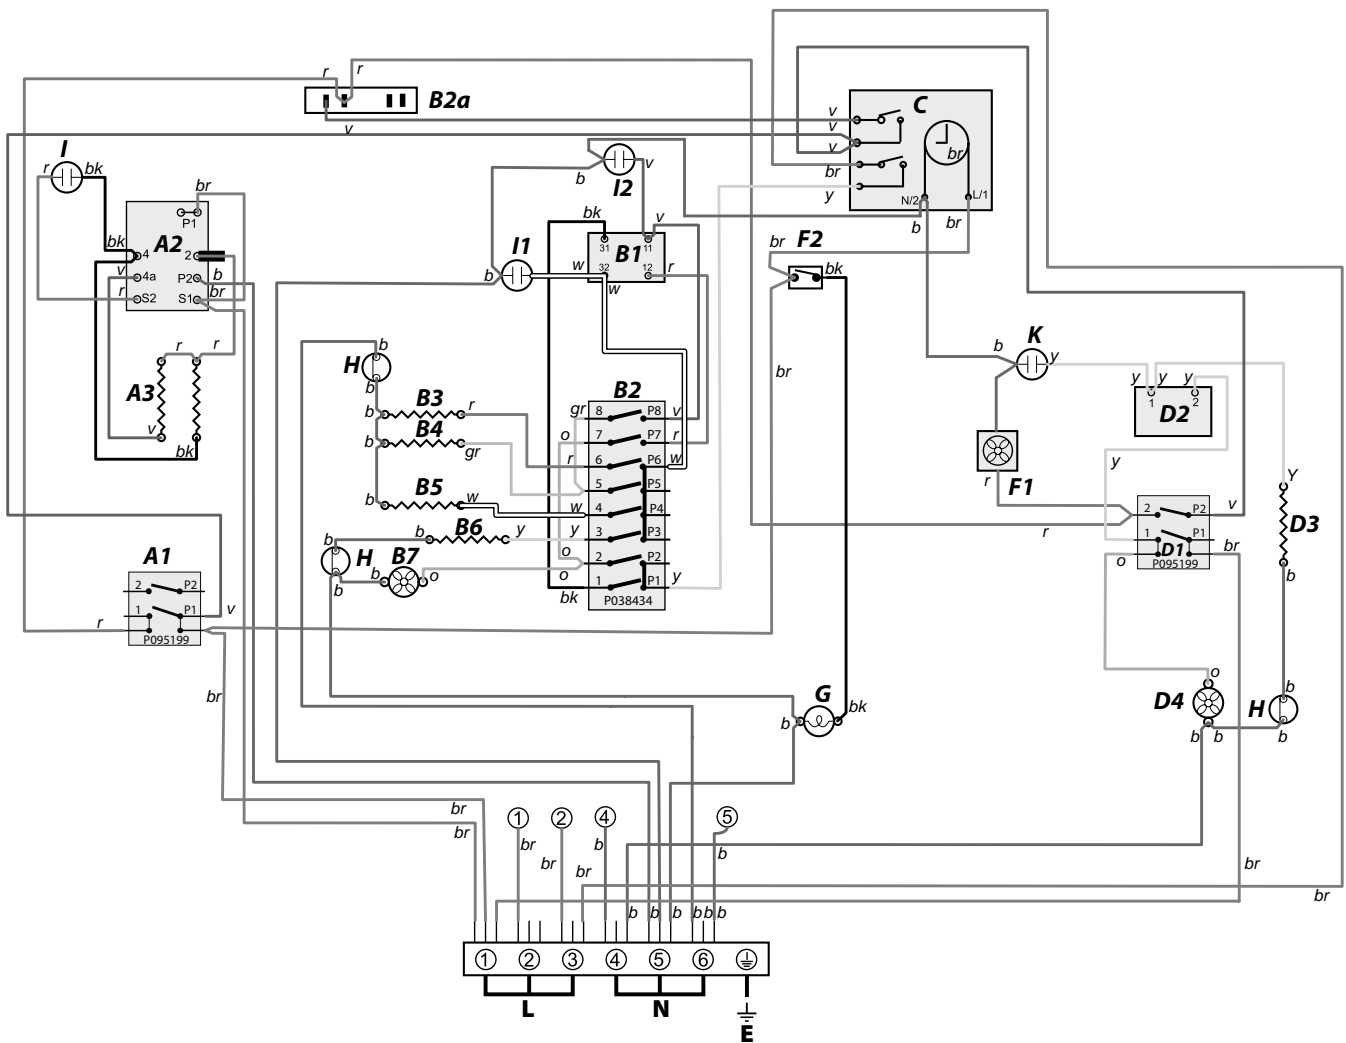 r
r
B2a
v
v
v
v
br
y
C
br
N/2
L/1
b
br
I
r
bk
br
P1
bk
4
A2
2
v
4a
P2
b
r
S2
S1
br
I2
b
v
I1
b
w
bk
v
31
11
B1
32
12
r
w
br
F2
bk
br
r
r
A3
v
bk
H
b
b
b
B3
r
b
B4
gr
b
B5
w
b
B6
y
b
H
B7
b
b
o
B2
gr
8
P8
v
o
7
P7
r
r
6
P6
w
5
P5
w
4
P4
y
3
P3
o
2
P2
o
1
P1
y
bk
P038434
K
b
y
y
y
y
1
2
D2
y
r
F1
r
Y
D3
b
2
P2
v
1
P1
D1
br
o
P095199
A1
2
P2
1
P1
v
r
P095199
br
G
b
bk
D4
o
b
b
H
b
b
br
br
1
2
4
5
br
br
b
b
br
br
br
b
b
b
b
b
b
1
2
3
4
5
6
L
N
E